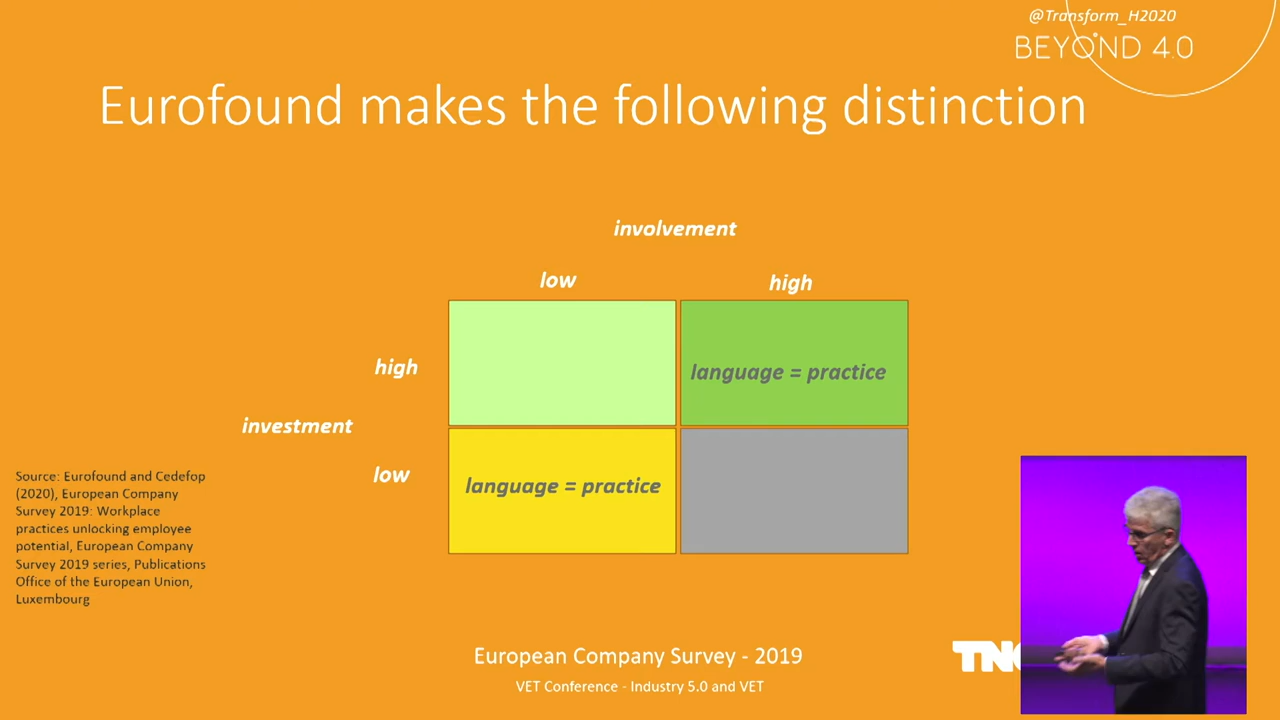 @Transform_H2020
BEYOND 4.0
Eurofound makes the following distinction
involvement
low
high
high
language = practice
investment
low
language = practice
Source: Eurofound and Cedefop
(2020), European Company
Survey 2019: Workplace
practices unlocking employee
potential, European Company
Survey 2019 series, Publications
Office of the European Union,
Luxembourg
European Company Survey - 2019
VET Conference - Industry 5.0 and VET